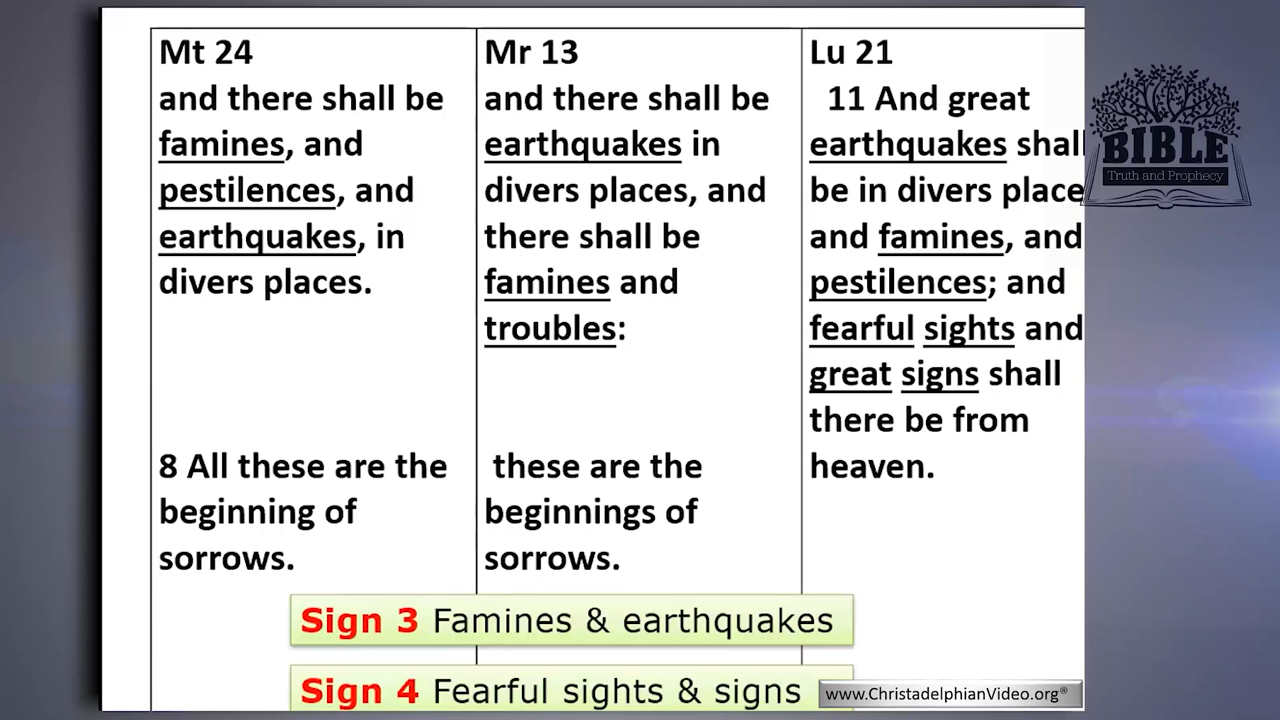 Mt 24
and there shall be
famines, and
pestilences, and
earthquakes, in
divers places.
8 All these are the
beginning of
sorrows.
Mr 13
and there shall be
earthquakes in
divers places, and
there shall be
famines and
troubles:
these are the
beginnings of
sorrows.
Lu 21
11 And great
earthquakes shall
be in divers place
and famines, and
pestilences; and
fearful sights and
great signs shall
there be from
heaven.
Sign 3 Famines & earthquakes
Sign 4 Fearful sights & signs
BIBLE
Truth and Prophecy
www.ChristadelphianVideo.org®